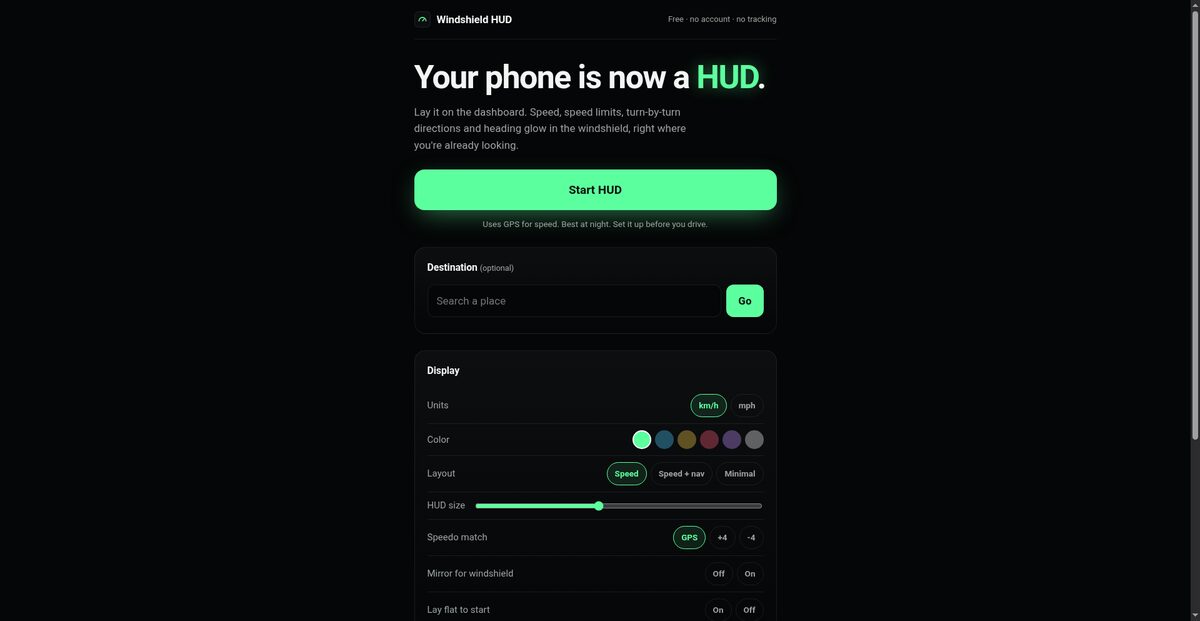 Windshield HUD
Free · no account · no tracking
Your phone is now a HUD.
Lay it on the dashboard. Speed, speed limits, turn-by-turn
directions and heading glow in the windshield, right where
you're already looking.
Start HUD
Uses GPS for speed. Best at night. Set it up before you drive.
Destination (optional)
Search a place
Go
Display
Units
km/h
mph
Color
Layout
Speed
Speed + nav
Minimal
HUD size
Speedo match
GPS
+4
-4
Mirror for windshield
Off
On
Lay flat to start
On
Off